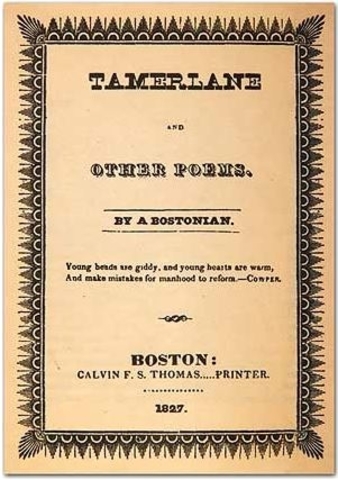 TAMERLANE
AND
OTHER POEMS.
BY A BOSTONIAN.
Young heads are giddy, and young hearts are warm,
And make mistakes for manhood to reform.—COWPER.
BOSTON:
CALVIN F. S. THOMAS.....PRINTER.
1827.